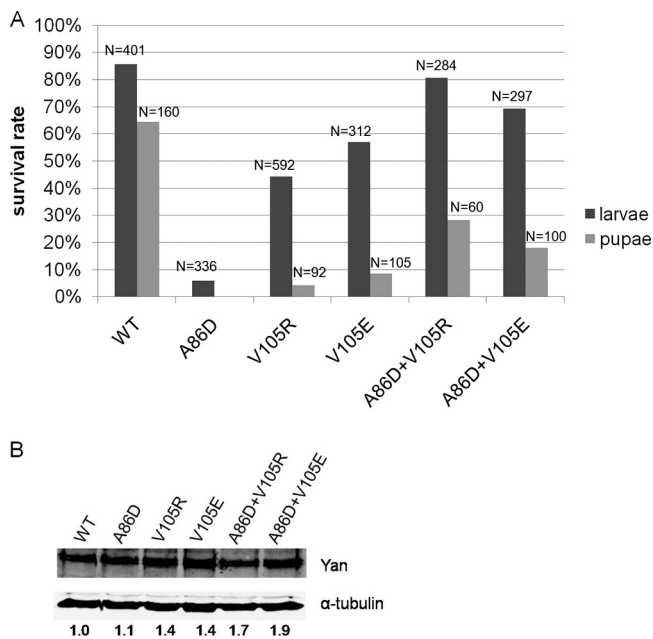 A
100%
90%
80%
70%
60%
50%
40%
30%
20%
10%
0%
survival rate
N=401
N=160
N=336
N=592
N=92
N=312
N=105
N=284
N=60
N=297
N=100
larvae
pupae
WT
A86D
V105R
V105E
A86D+V105R
A86D+V105E
B
WT
A86D
V105R
V105E
A86D+V105R
A86D+V105E
Yan
α-tubulin
1.0 1.1 1.4 1.4 1.7 1.9